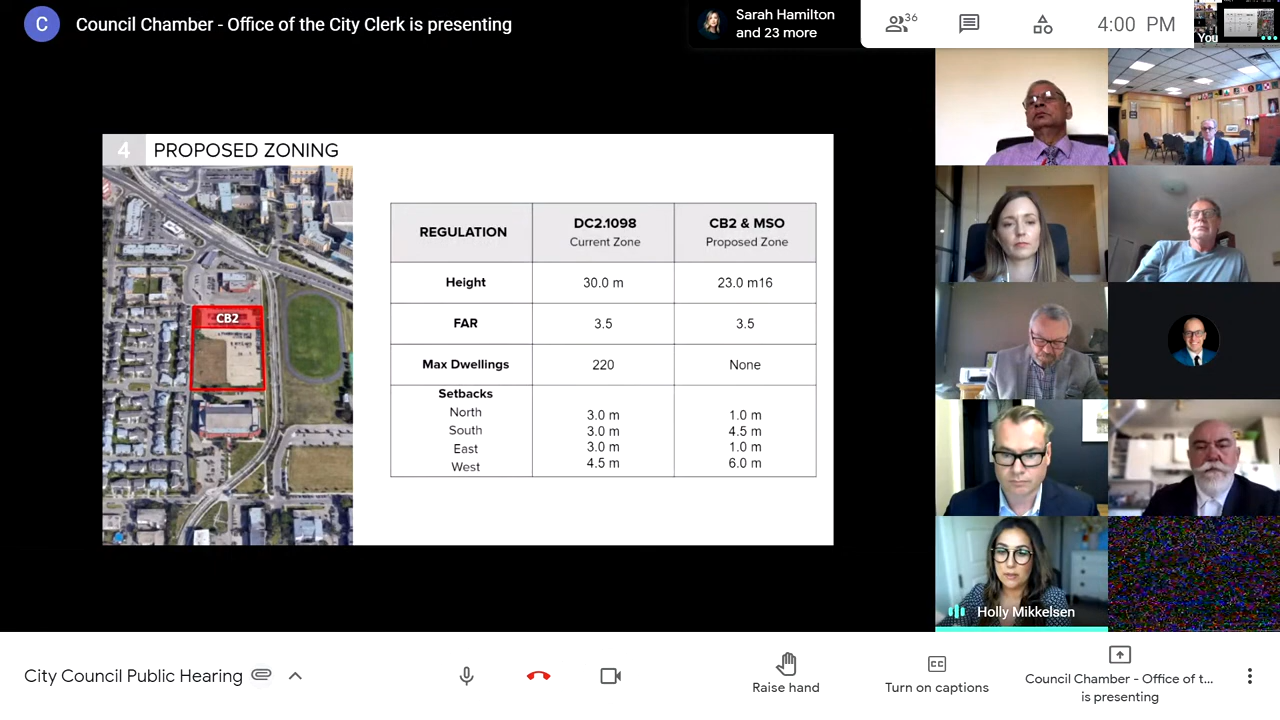 C
Council Chamber - Office of the City Clerk is presenting
Sarah Hamilton
and 23 more
36
4:00 PM
You
4 PROPOSED ZONING
CB2
REGULATION
DC2.1098
Current Zone
CB2 & MSO
Proposed Zone
Height 30.0 m 23.0 m16
FAR 3.5 3.5
Max Dwellings 220 None
Setbacks
North 3.0 m 1.0 m
South 3.0 m 4.5 m
East 3.0 m 1.0 m
West 4.5 m 6.0 m
Holly Mikkelsen
City Council Public Hearing
Raise hand
CC
Turn on captions
Council Chamber - Office of t...
is presenting